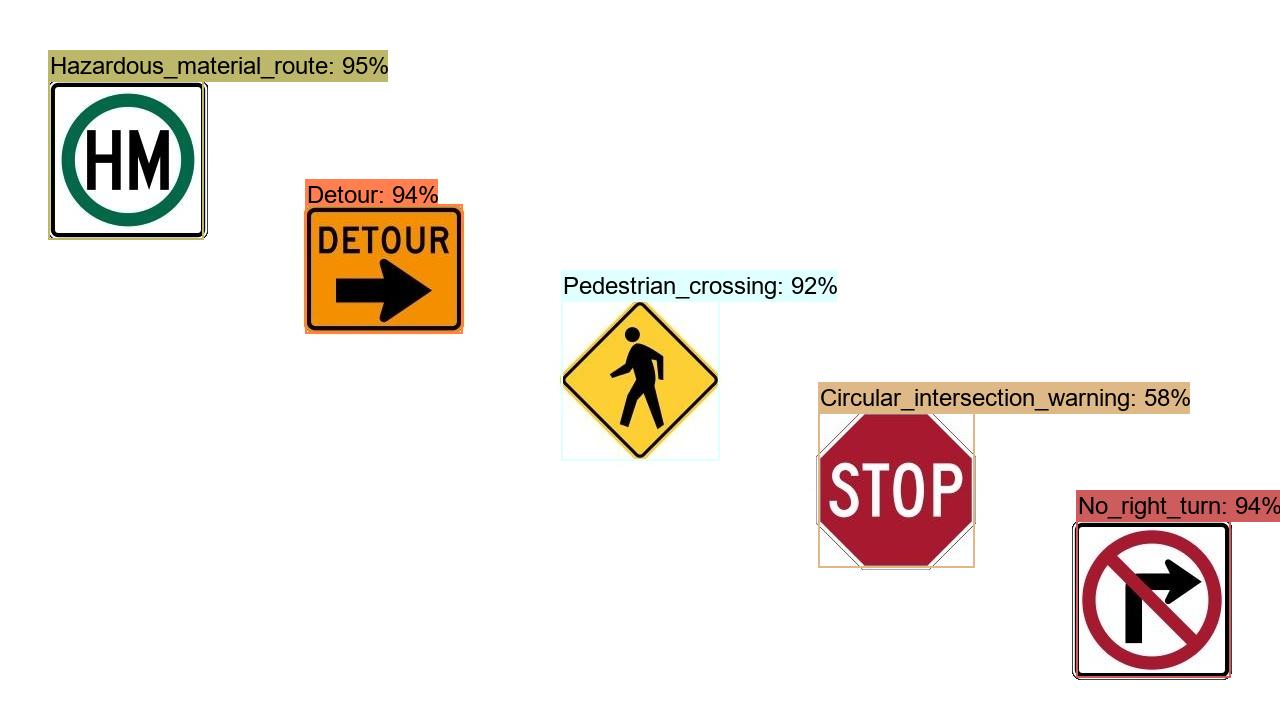 Hazardous_material_route: 95%
HM
Detour: 94%
DETOUR
Pedestrian_crossing: 92%
Circular_intersection_warning: 58%
STOP
No_right_turn: 94%